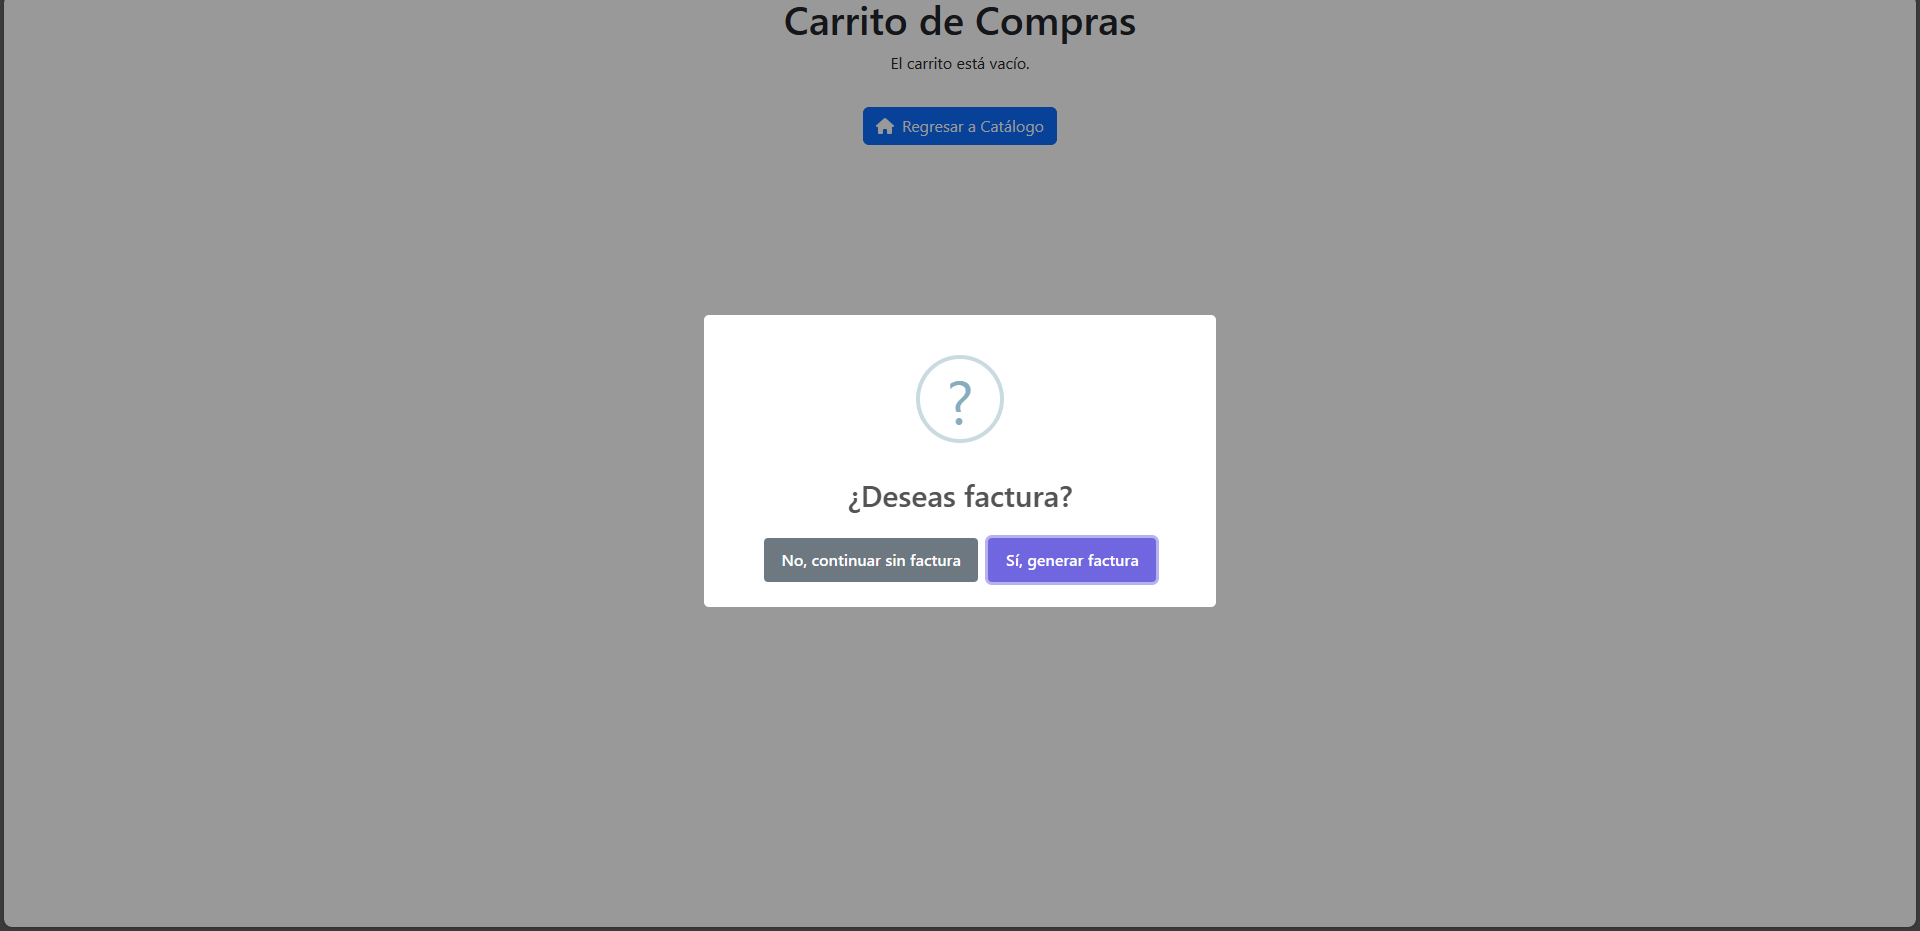 Carrito de Compras
El carrito está vacío.
Regresar a Catálogo
?
¿Deseas factura?
No, continuar sin factura
Sí, generar factura